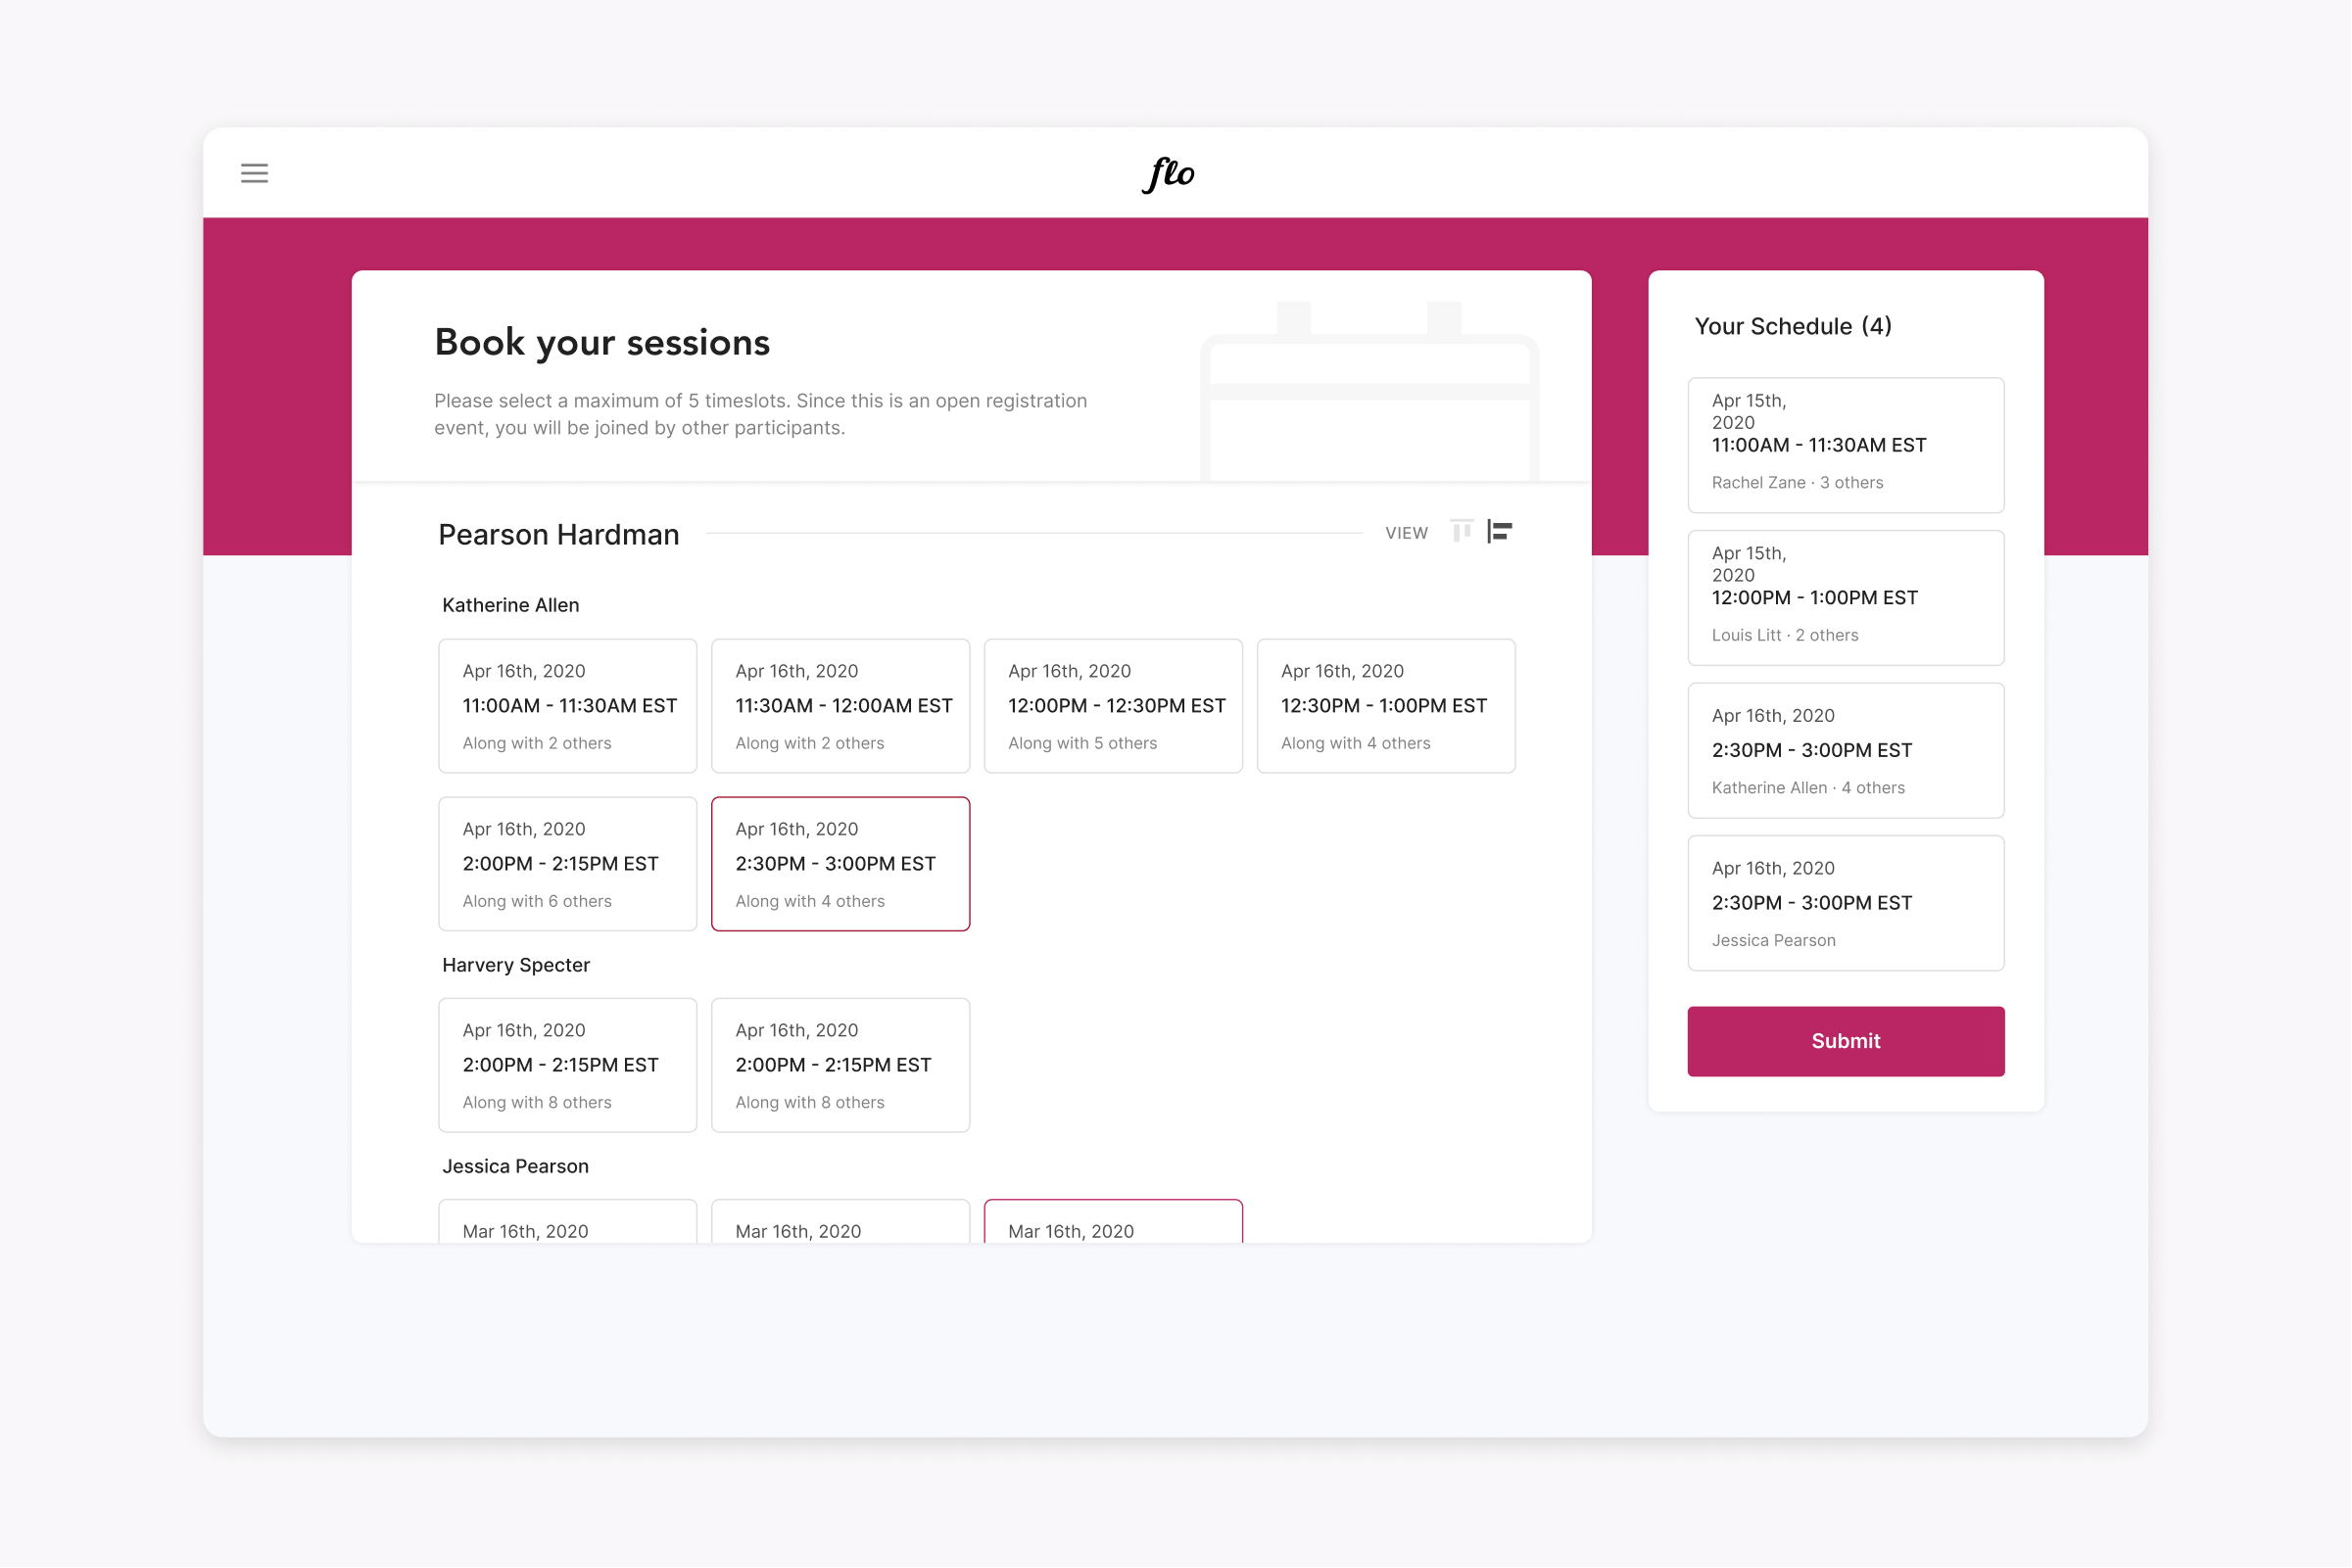 flo
Book your sessions
Please select a maximum of 5 timeslots. Since this is an open registration
event, you will be joined by other participants.
Pearson Hardman
VIEW
Katherine Allen
Apr 16th, 2020
11:00AM - 11:30AM EST
Along with 2 others
Apr 16th, 2020
11:30AM - 12:00AM EST
Along with 2 others
Apr 16th, 2020
12:00PM - 12:30PM EST
Along with 5 others
Apr 16th, 2020
12:30PM - 1:00PM EST
Along with 4 others
Apr 16th, 2020
2:00PM - 2:15PM EST
Along with 6 others
Apr 16th, 2020
2:30PM - 3:00PM EST
Along with 4 others
Harvery Specter
Apr 16th, 2020
2:00PM - 2:15PM EST
Along with 8 others
Apr 16th, 2020
2:00PM - 2:15PM EST
Along with 8 others
Jessica Pearson
Mar 16th, 2020
Mar 16th, 2020
Mar 16th, 2020
Your Schedule (4)
Apr 15th,
2020
11:00AM - 11:30AM EST
Rachel Zane · 3 others
Apr 15th,
2020
12:00PM - 1:00PM EST
Louis Litt · 2 others
Apr 16th, 2020
2:30PM - 3:00PM EST
Katherine Allen · 4 others
Apr 16th, 2020
2:30PM - 3:00PM EST
Jessica Pearson
Submit